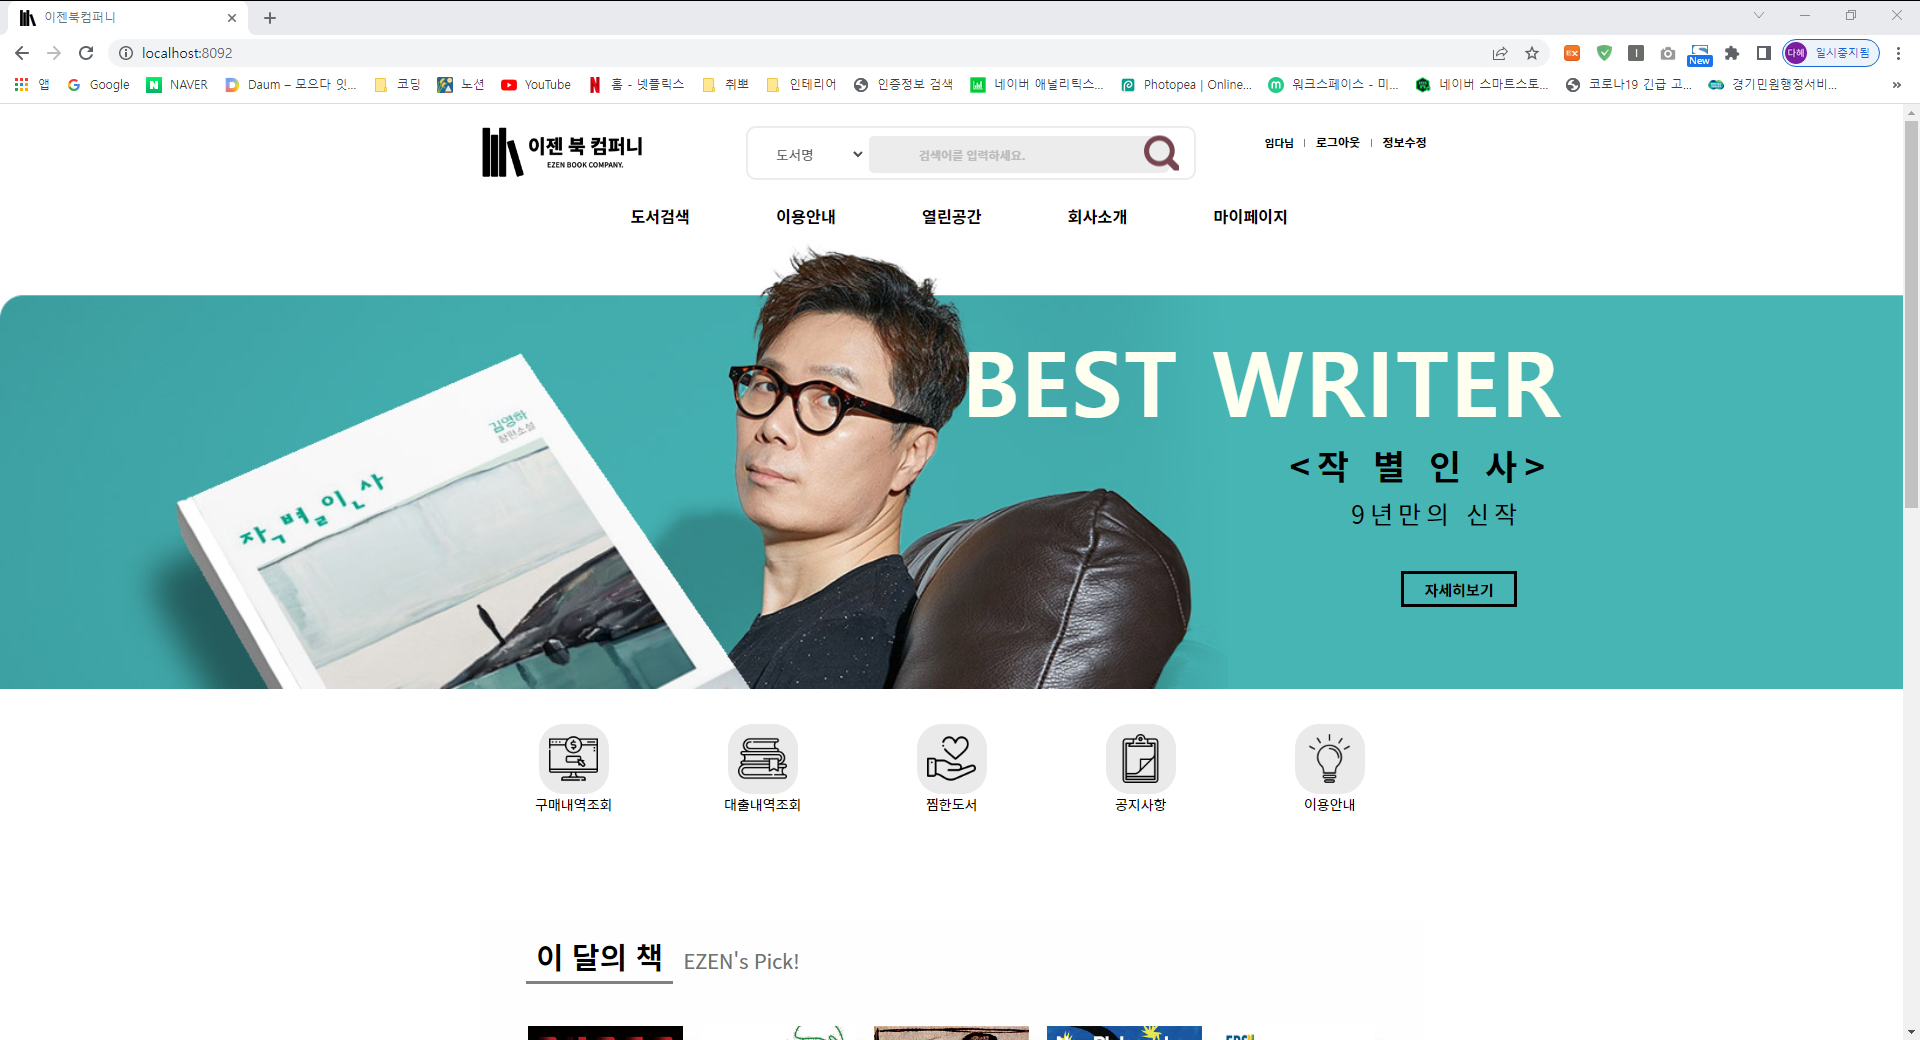 이젠북컴퍼니
localhost:8092
New
다혜 일시중지됨
앱 Google NAVER Daum – 모으다 잇... 코딩 노션 YouTube 홈 - 넷플릭스 취뽀 인테리어 인증정보 검색 네이버 애널리틱스... Photopea | Online... 워크스페이스 - 미... 네이버 스마트스토... 코로나19 긴급 고... 경기민원행정서비... »
이젠 북 컴퍼니
EZEN BOOK COMPANY.
도서명 검색어를 입력하세요.
임다님 | 로그아웃 | 정보수정
도서검색 이용안내 열린공간 회사소개 마이페이지
김영하
장편소설
작별인사
BEST WRITER
<작 별 인 사>
9년만의 신작
자세히보기
구매내역조회 대출내역조회 찜한도서 공지사항 이용안내
이 달의 책 EZEN's Pick!